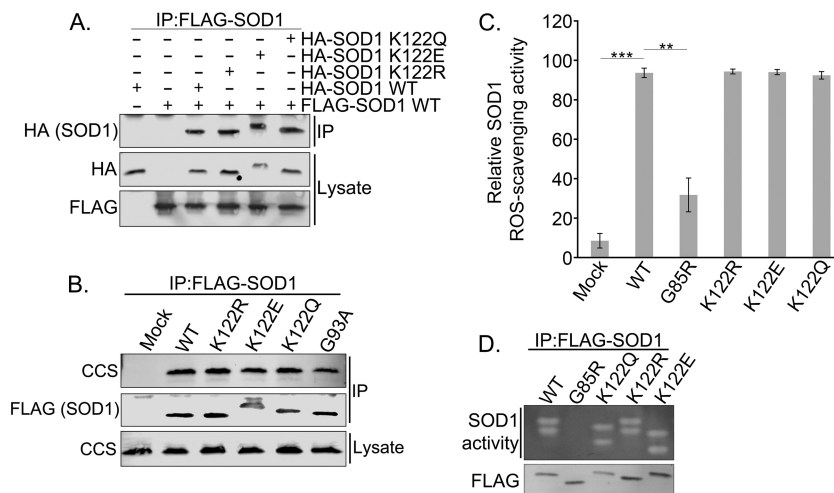 A.
IP:FLAG-SOD1
– – – – – + HA-SOD1 K122Q
– – – – + – HA-SOD1 K122E
– – – + – – HA-SOD1 K122R
+ – + – – – HA-SOD1 WT
– + + + + + FLAG-SOD1 WT
HA (SOD1)
IP
HA
FLAG
Lysate
B.
IP:FLAG-SOD1
Mock WT K122R K122E K122Q G93A
CCS
FLAG (SOD1)
IP
CCS
Lysate
C.
Relative SOD1
ROS-scavenging activity
120
100
80
60
40
20
0
***
**
Mock WT G85R K122R K122E K122Q
D.
IP:FLAG-SOD1
WT G85R K122Q K122R K122E
SOD1
activity
FLAG